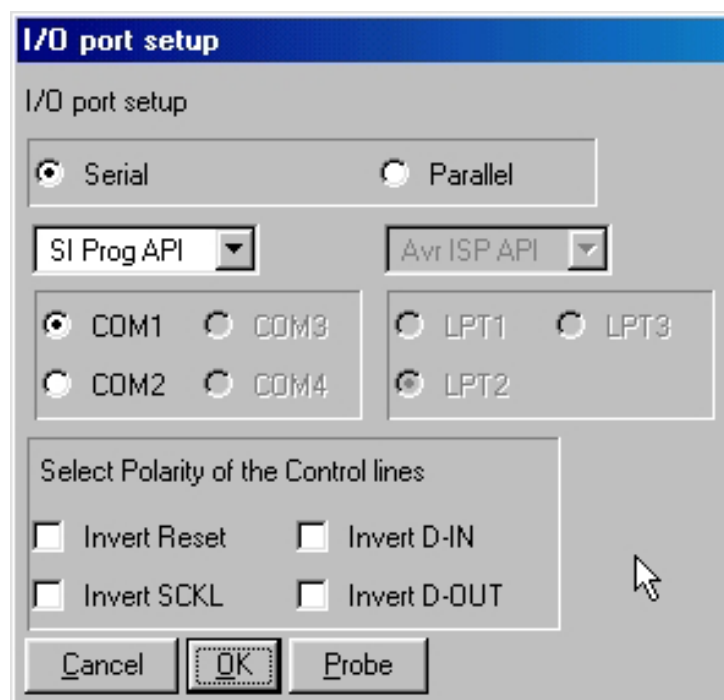 I/O port setup
I/O port setup
Serial Parallel
SI Prog API Avr ISP API
COM1 COM3 LPT1 LPT3
COM2 COM4 LPT2
Select Polarity of the Control lines
Invert Reset Invert D-IN
Invert SCKL Invert D-OUT
Cancel OK Probe